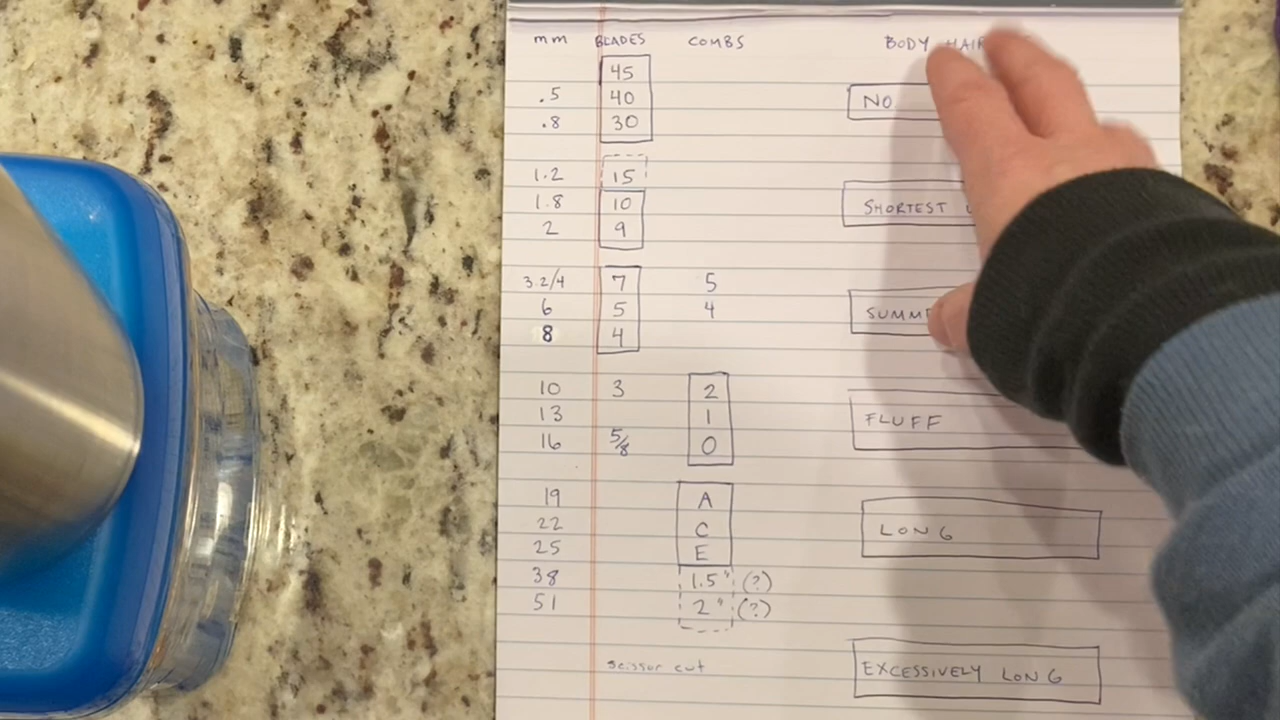 mm BLADES COMBS BODY HAIR
45
.5 40 NO
.8 30
1.2 15
1.8 10 SHORTEST
2 9
3.2/4 7 5
6 5 4 SUMM
8 4
10 3 2
13 1 FLUFF
16 5/8 0
19 A
22 C LONG
25 E
38 1.5" (?)
51 2" (?)
scissor cut EXCESSIVELY LONG